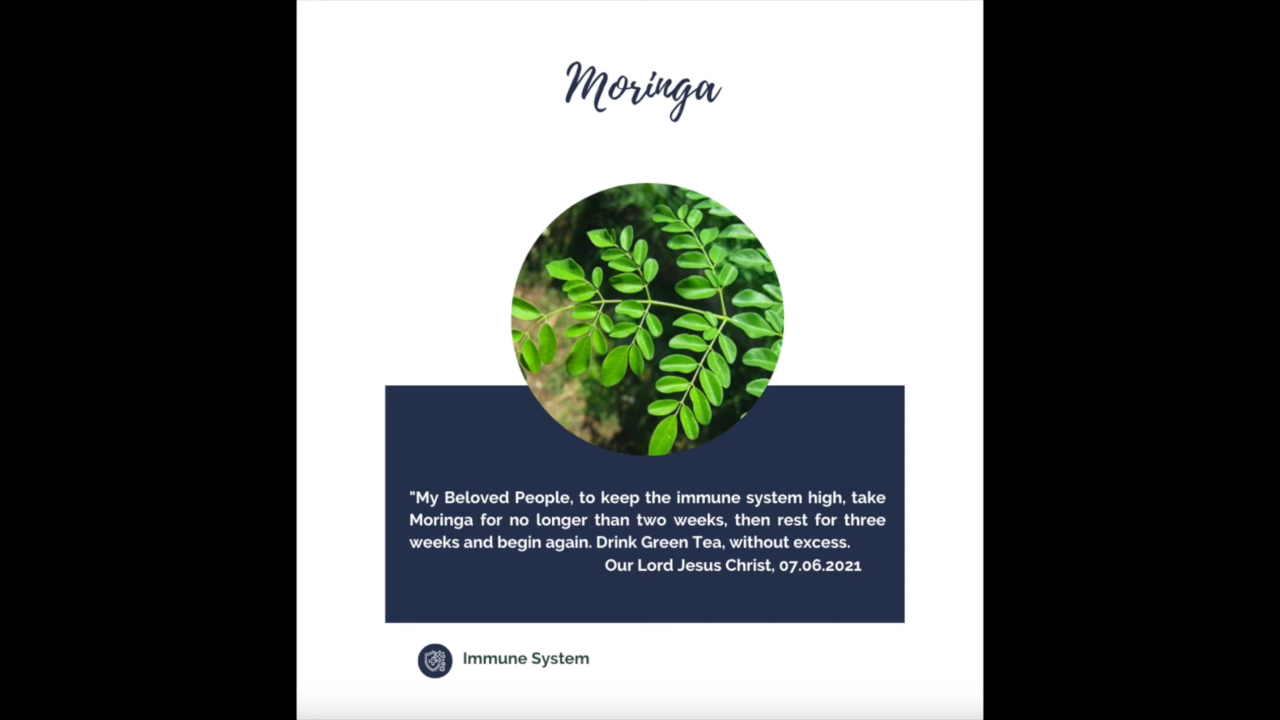 Moringa
"My Beloved People, to keep the immune system high, take
Moringa for no longer than two weeks, then rest for three
weeks and begin again. Drink Green Tea, without excess.
Our Lord Jesus Christ, 07.06.2021
Immune System